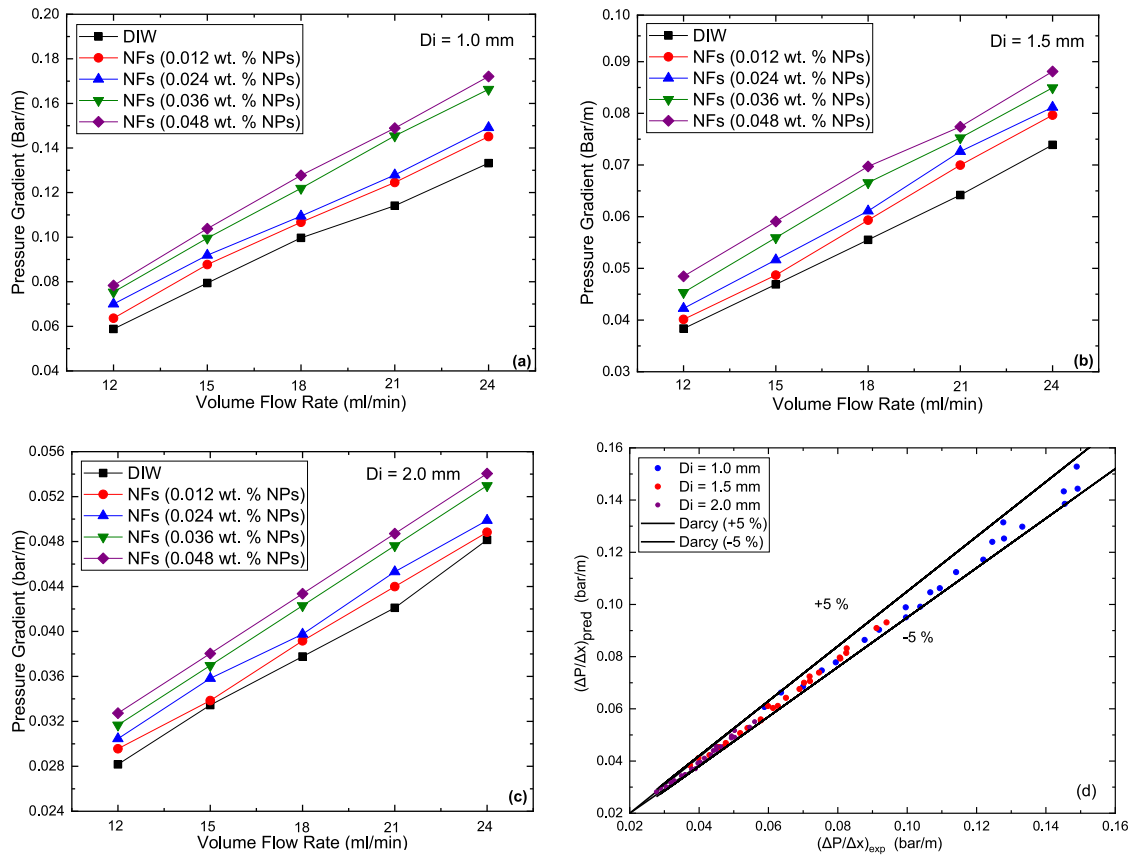 DIW
NFs (0.012 wt. % NPs)
NFs (0.024 wt. % NPs)
NFs (0.036 wt. % NPs)
NFs (0.048 wt. % NPs)
Di = 1.0 mm
Pressure Gradient (Bar/m)
0.20
0.18
0.16
0.14
0.12
0.10
0.08
0.06
0.04
12 15 18 21 24
Volume Flow Rate (ml/min)
(a)
DIW
NFs (0.012 wt. % NPs)
NFs (0.024 wt. % NPs)
NFs (0.036 wt. % NPs)
NFs (0.048 wt. % NPs)
Di = 1.5 mm
Pressure Gradient (Bar/m)
0.10
0.09
0.08
0.07
0.06
0.05
0.04
0.03
12 15 18 21 24
Volume Flow Rate (ml/min)
(b)
DIW
NFs (0.012 wt. % NPs)
NFs (0.024 wt. % NPs)
NFs (0.036 wt. % NPs)
NFs (0.048 wt. % NPs)
Di = 2.0 mm
Pressure Gradient (bar/m)
0.056
0.052
0.048
0.044
0.040
0.036
0.032
0.028
0.024
12 15 18 21 24
Volume Flow Rate (ml/min)
(c)
Di = 1.0 mm
Di = 1.5 mm
Di = 2.0 mm
Darcy (+5 %)
Darcy (-5 %)
+5 %
-5 %
(ΔP/Δx)pred (bar/m)
0.16
0.14
0.12
0.10
0.08
0.06
0.04
0.02
0.02 0.04 0.06 0.08 0.10 0.12 0.14 0.16
(ΔP/Δx)exp (bar/m)
(d)